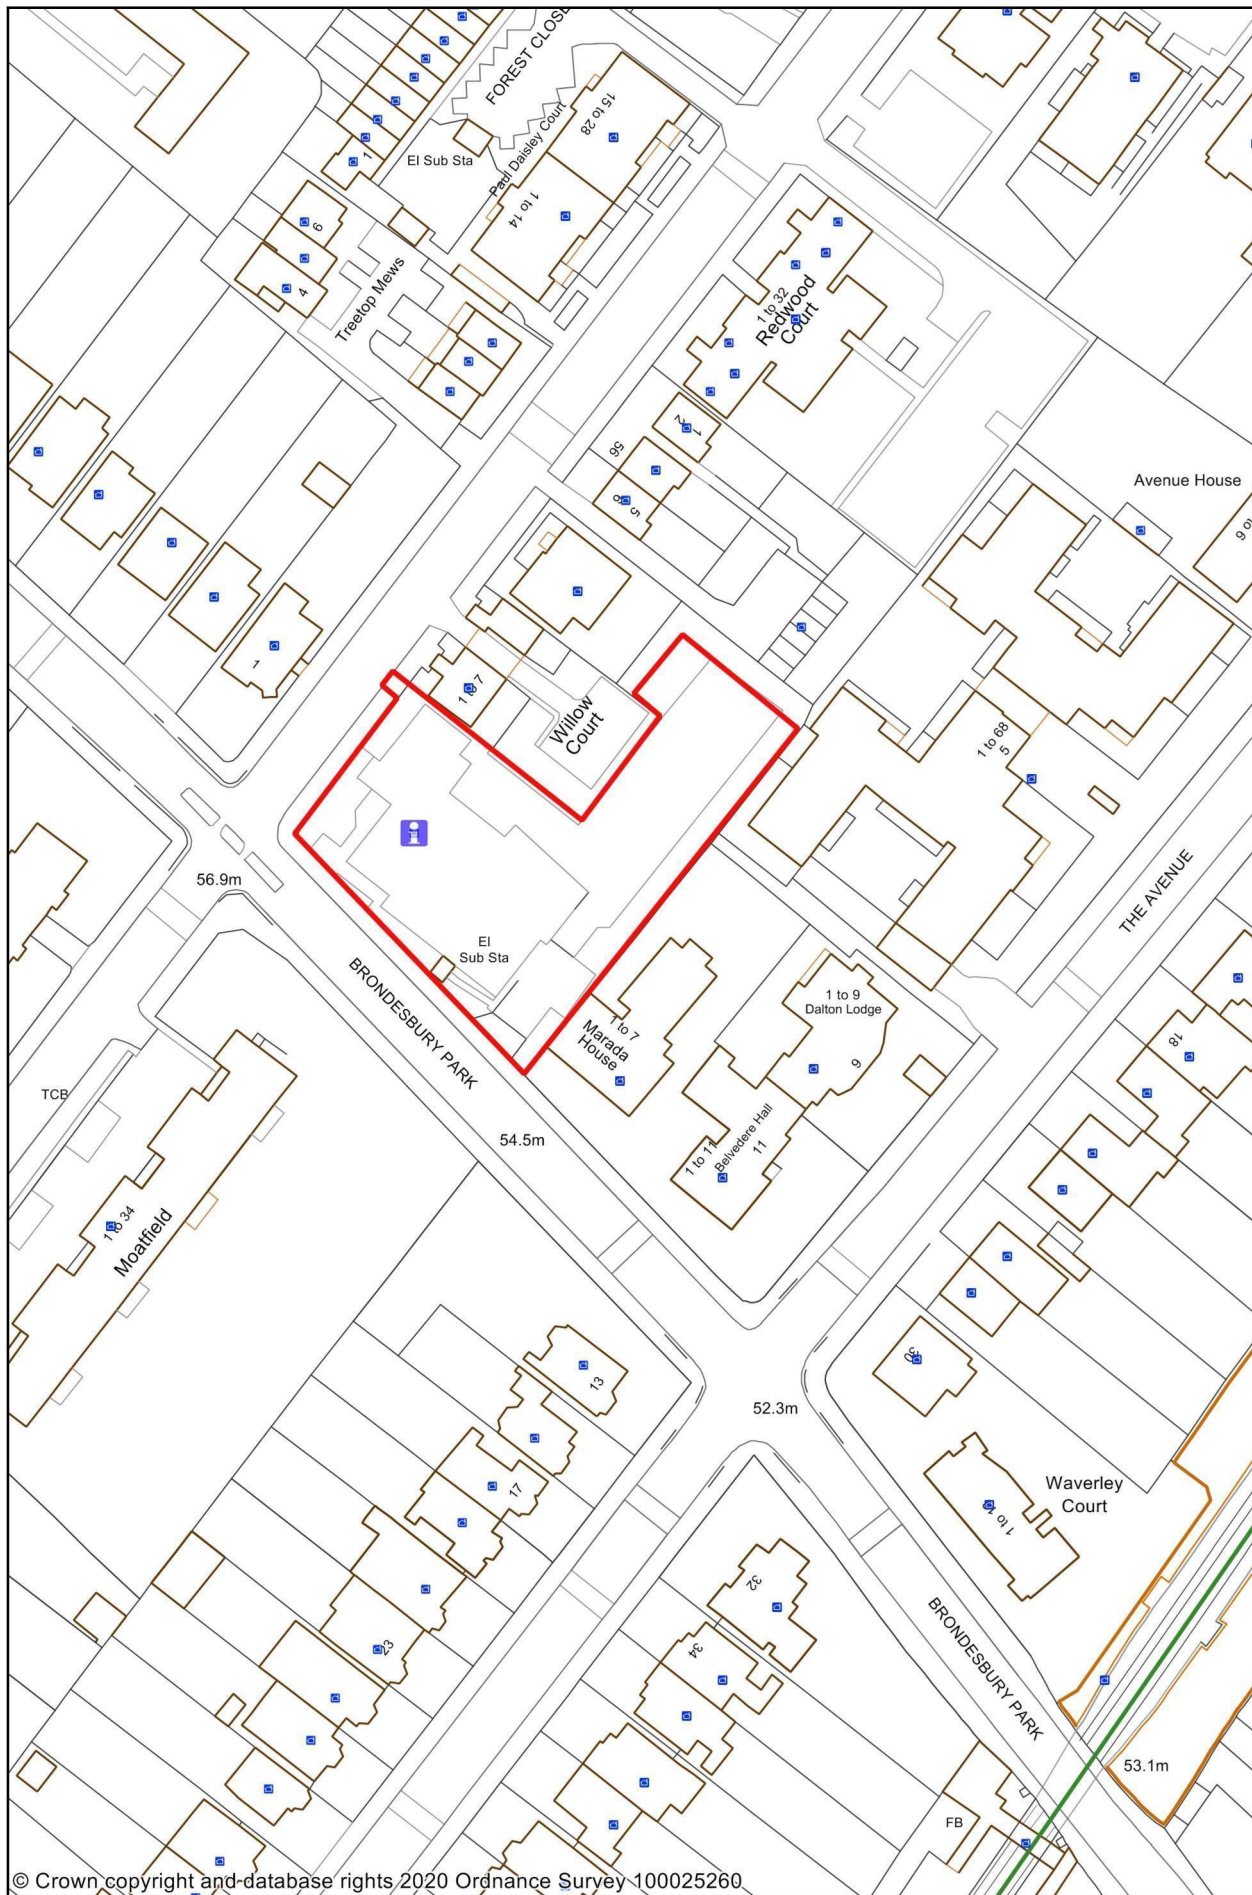 FOREST CLOSE
15 to 28
Paul Daisley Court
El Sub Sta
1
1 to 14
6
4
Treetop Mews
1 to 32
Redwood
Court
2
1
56
6
5
Avenue House
1
1 to 7
Willow
Court
1 to 68
5
56.9m
THE AVENUE
El
Sub Sta
BRONDESBURY PARK
1 to 9
Dalton Lodge
9
1 to 7
Marada
House
18
TCB
54.5m
1 to 11
Belvedere Hall
11
1 to 34
Moatfield
30
13
52.3m
17
Waverley
Court
32
23
34
BRONDESBURY PARK
53.1m
FB
© Crown copyright and database rights 2020 Ordnance Survey 100025260